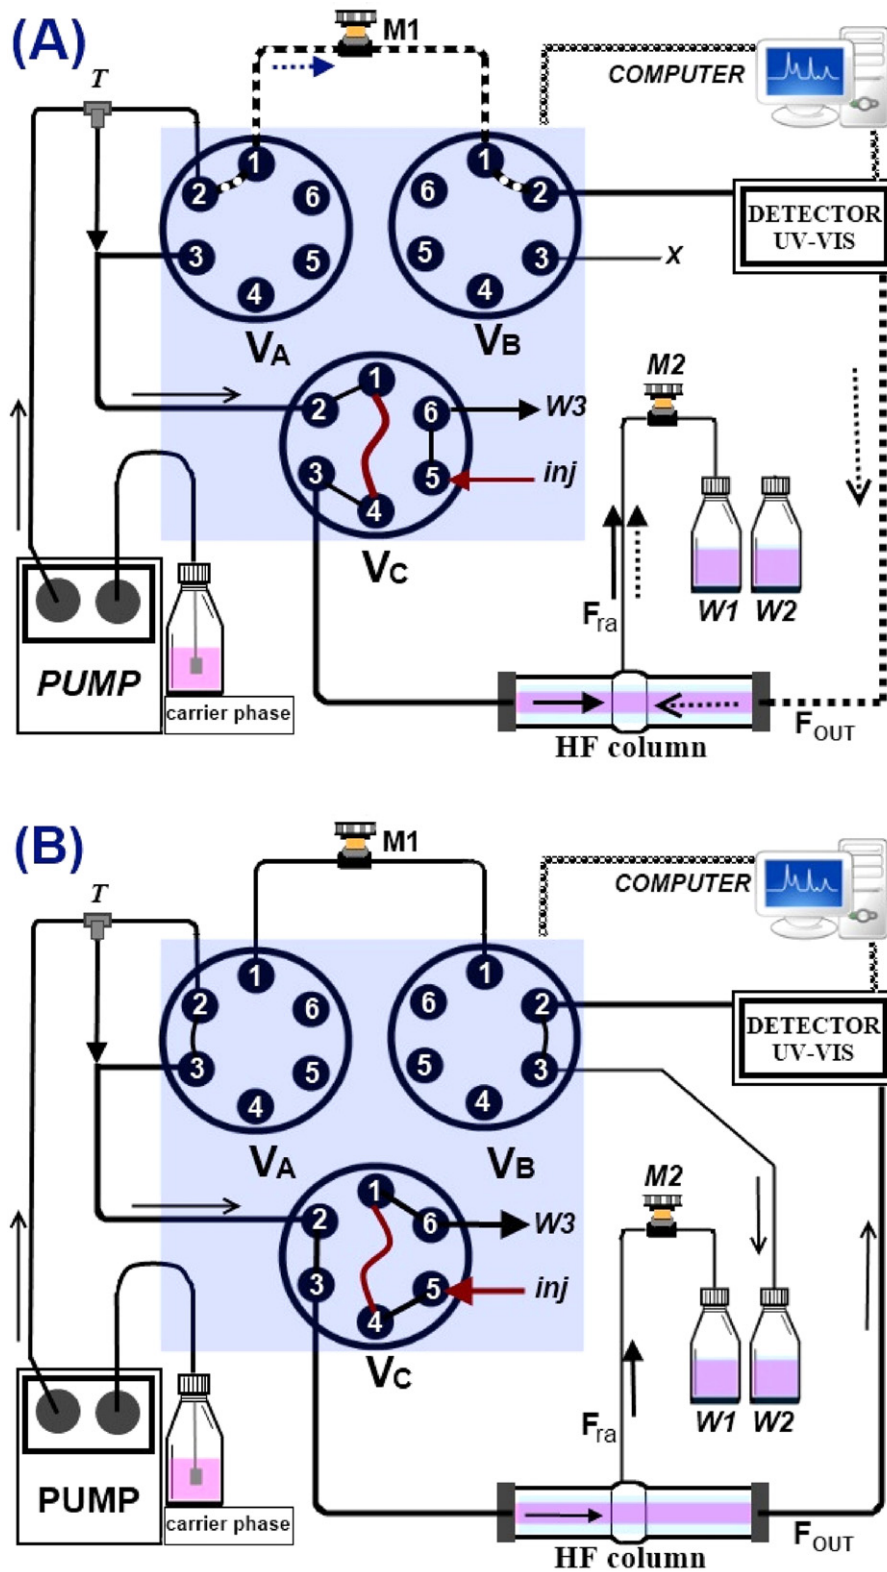 (A)
M1
COMPUTER
T
1
2
6
3
5
4
VA
1
6
2
5
3
4
VB
X
DETECTOR
UV-VIS
1
2
6
3
5
4
VC
W3
inj
M2
W1
W2
Fra
PUMP
carrier phase
HF column
FOUT
(B)
M1
COMPUTER
T
1
2
6
3
5
4
VA
1
6
2
5
3
4
VB
DETECTOR
UV-VIS
1
2
6
3
5
4
VC
W3
inj
M2
W1
W2
Fra
PUMP
carrier phase
HF column
FOUT